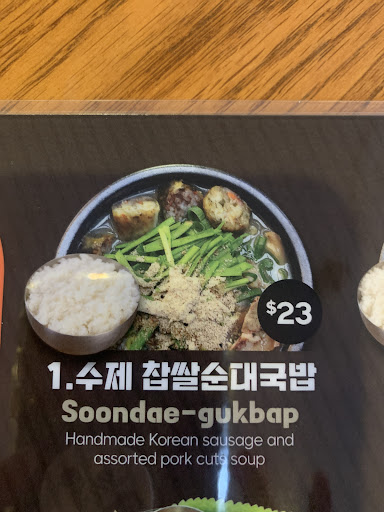 $23
1.수제 찹쌀순대국밥
Soondae-gukbap
Handmade Korean sausage and
assorted pork cuts soup